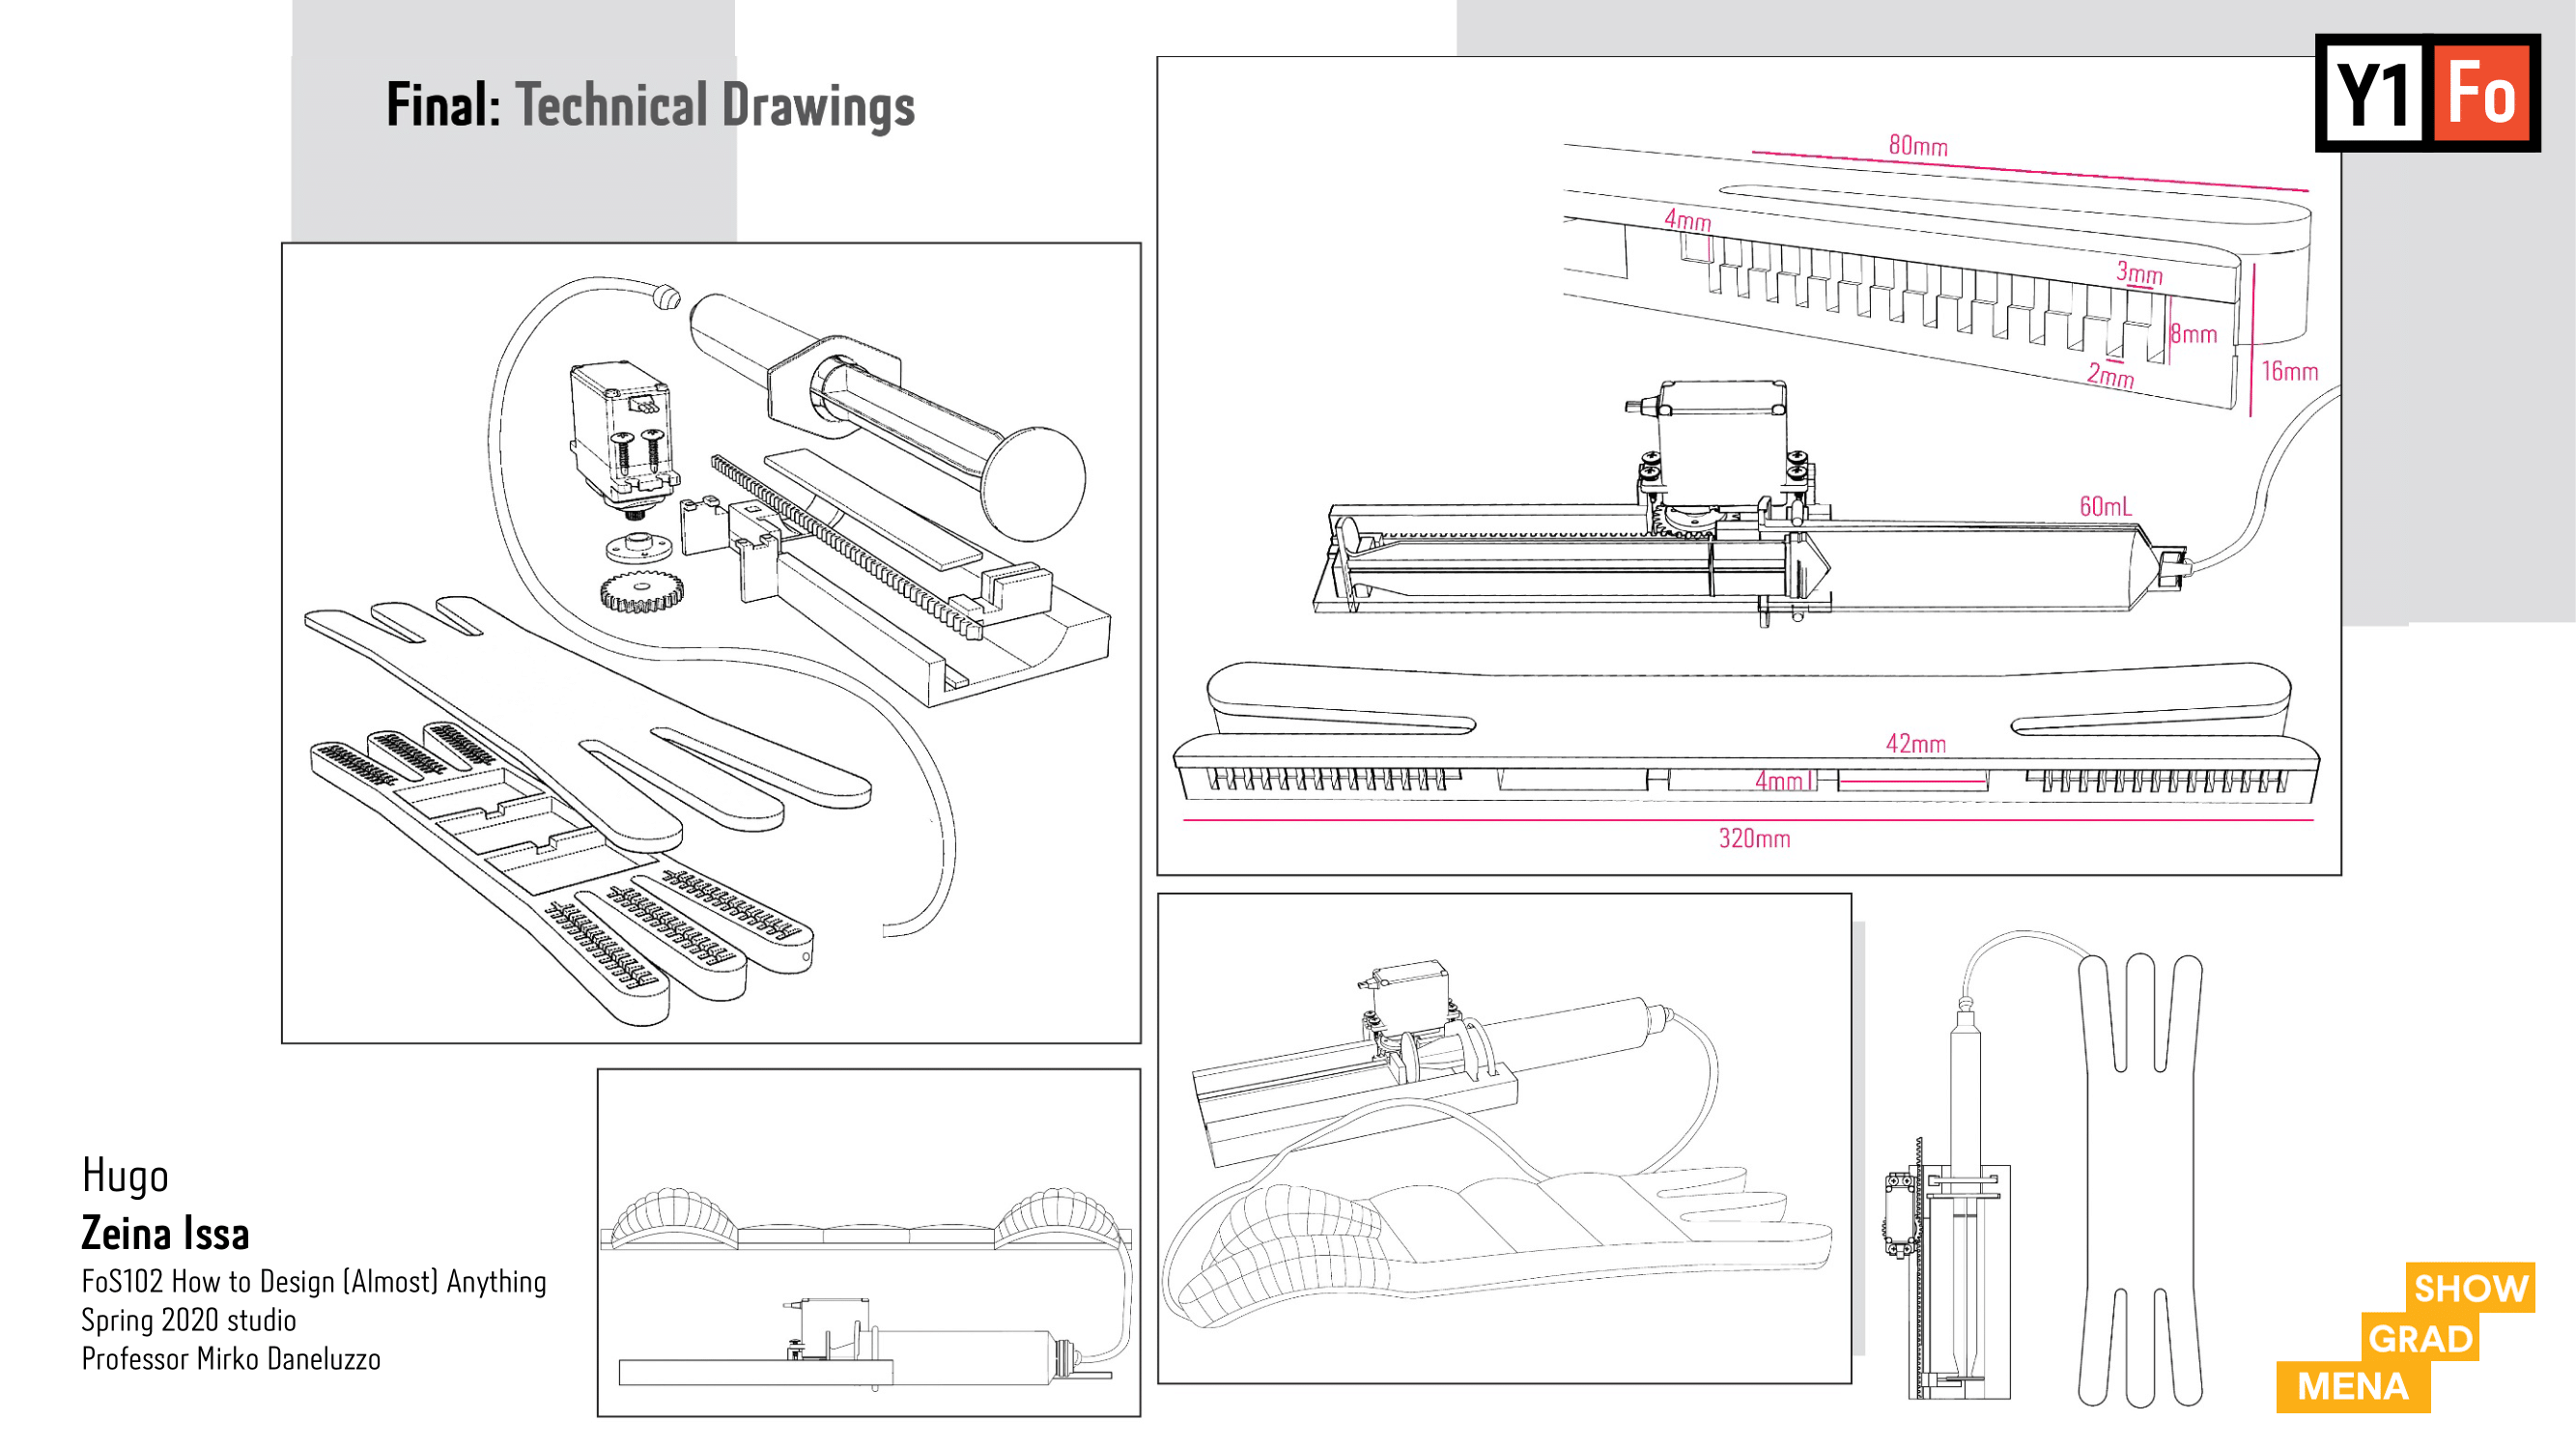 Final: Technical Drawings
Y1 Fo
80mm
4mm
3mm
8mm
2mm
16mm
60mL
42mm
4mm
320mm
Hugo
Zeina Issa
FoS102 How to Design (Almost) Anything
Spring 2020 studio
Professor Mirko Daneluzzo
SHOW
GRAD
MENA